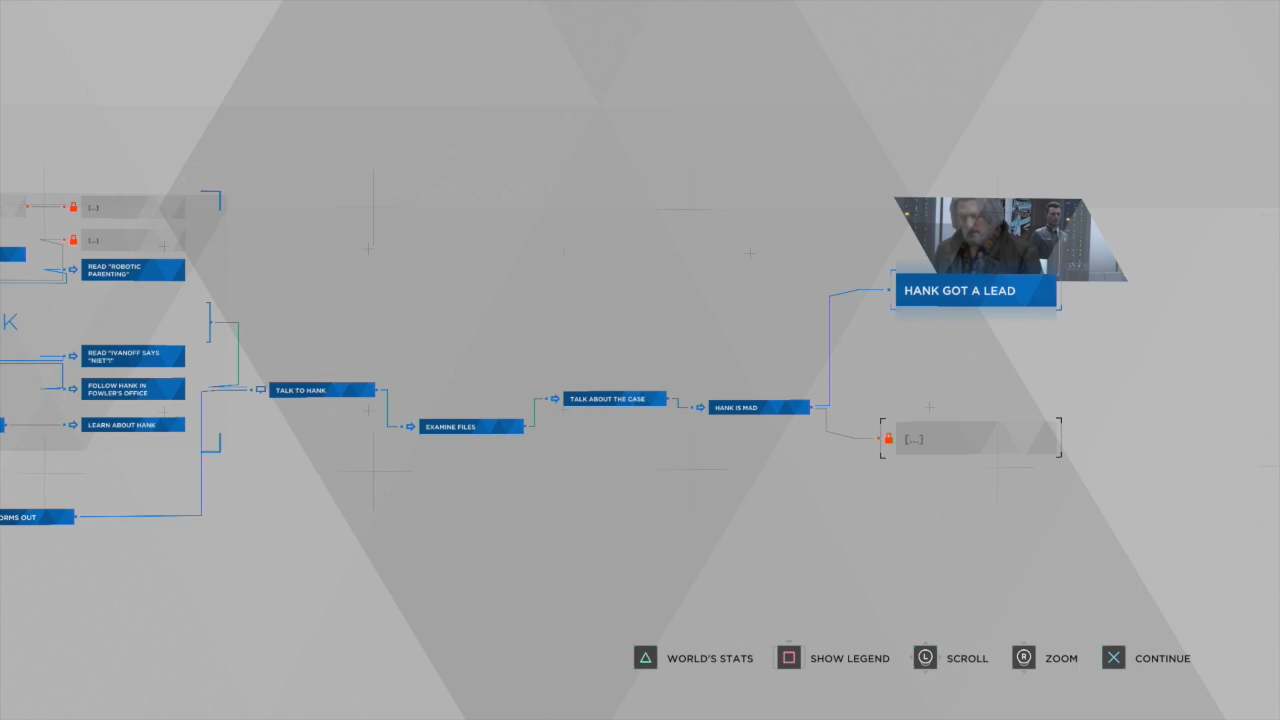 [...]
[...]
READ "ROBOTIC
PARENTING"
K
READ "IVANOFF SAYS
"NIET"!"
FOLLOW HANK IN
FOWLER'S OFFICE
LEARN ABOUT HANK
ORMS OUT
TALK TO HANK
EXAMINE FILES
TALK ABOUT THE CASE
HANK IS MAD
HANK GOT A LEAD
[...]
WORLD'S STATS
SHOW LEGEND
L
SCROLL
R
ZOOM
CONTINUE